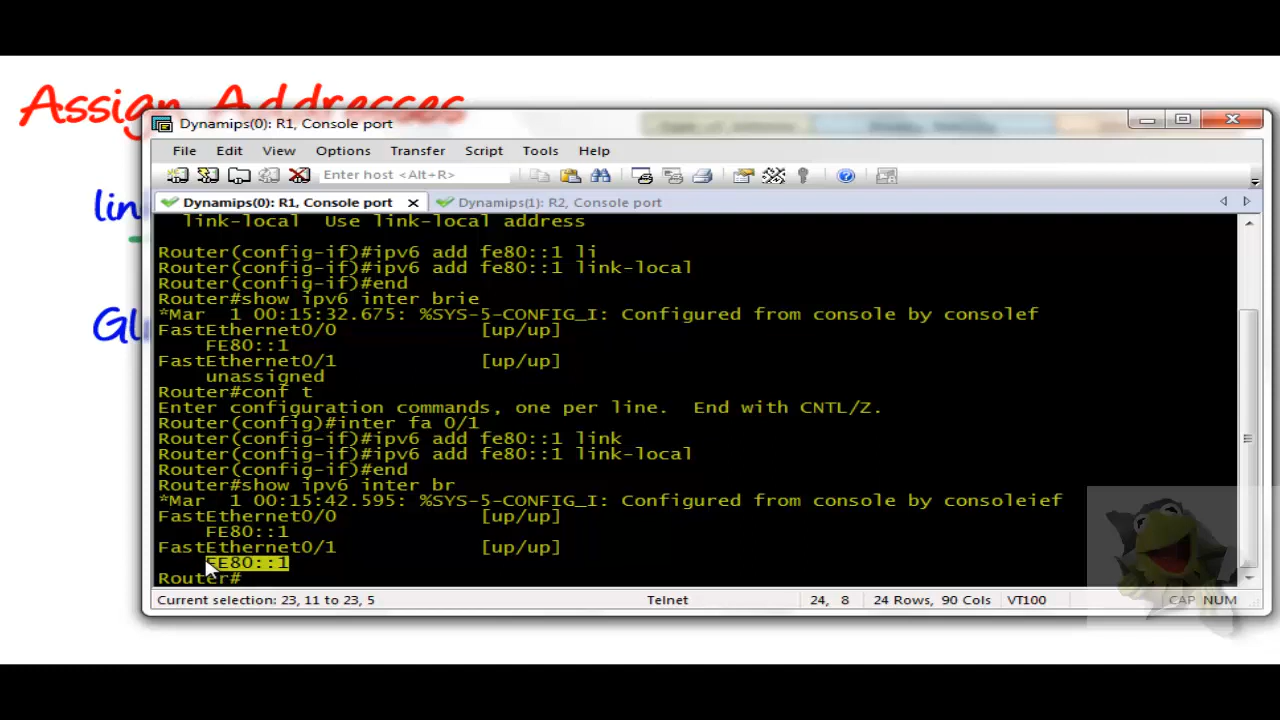 Assign Addresses
Dynamips(0): R1, Console port
File Edit View Options Transfer Script Tools Help
Enter host <Alt+R>
Dynamips(0): R1, Console port
Dynamips(1): R2, Console port
link-local Use link-local address
Router(config-if)#ipv6 add fe80::1 li
Router(config-if)#ipv6 add fe80::1 link-local
Router(config-if)#end
Router#show ipv6 inter brie
*Mar 1 00:15:32.675: %SYS-5-CONFIG_I: Configured from console by consolef
FastEthernet0/0 [up/up]
FE80::1
FastEthernet0/1 [up/up]
unassigned
Router#conf t
Enter configuration commands, one per line. End with CNTL/Z.
Router(config)#inter fa 0/1
Router(config-if)#ipv6 add fe80::1 link
Router(config-if)#ipv6 add fe80::1 link-local
Router(config-if)#end
Router#show ipv6 inter br
*Mar 1 00:15:42.595: %SYS-5-CONFIG_I: Configured from console by consoleief
FastEthernet0/0 [up/up]
FE80::1
FastEthernet0/1 [up/up]
FE80::1
Router#
Current selection: 23, 11 to 23, 5 Telnet 24, 8 24 Rows, 90 Cols VT100 CAP NUM